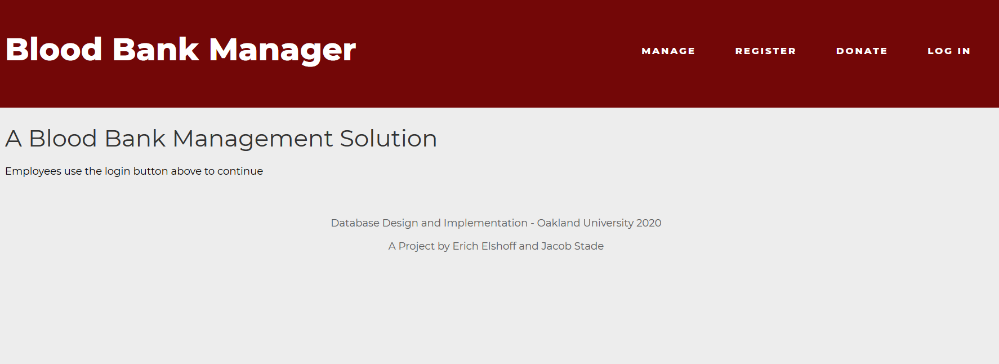 Blood Bank Manager
MANAGE REGISTER DONATE LOG IN
A Blood Bank Management Solution
Employees use the login button above to continue
Database Design and Implementation - Oakland University 2020
A Project by Erich Elshoff and Jacob Stade